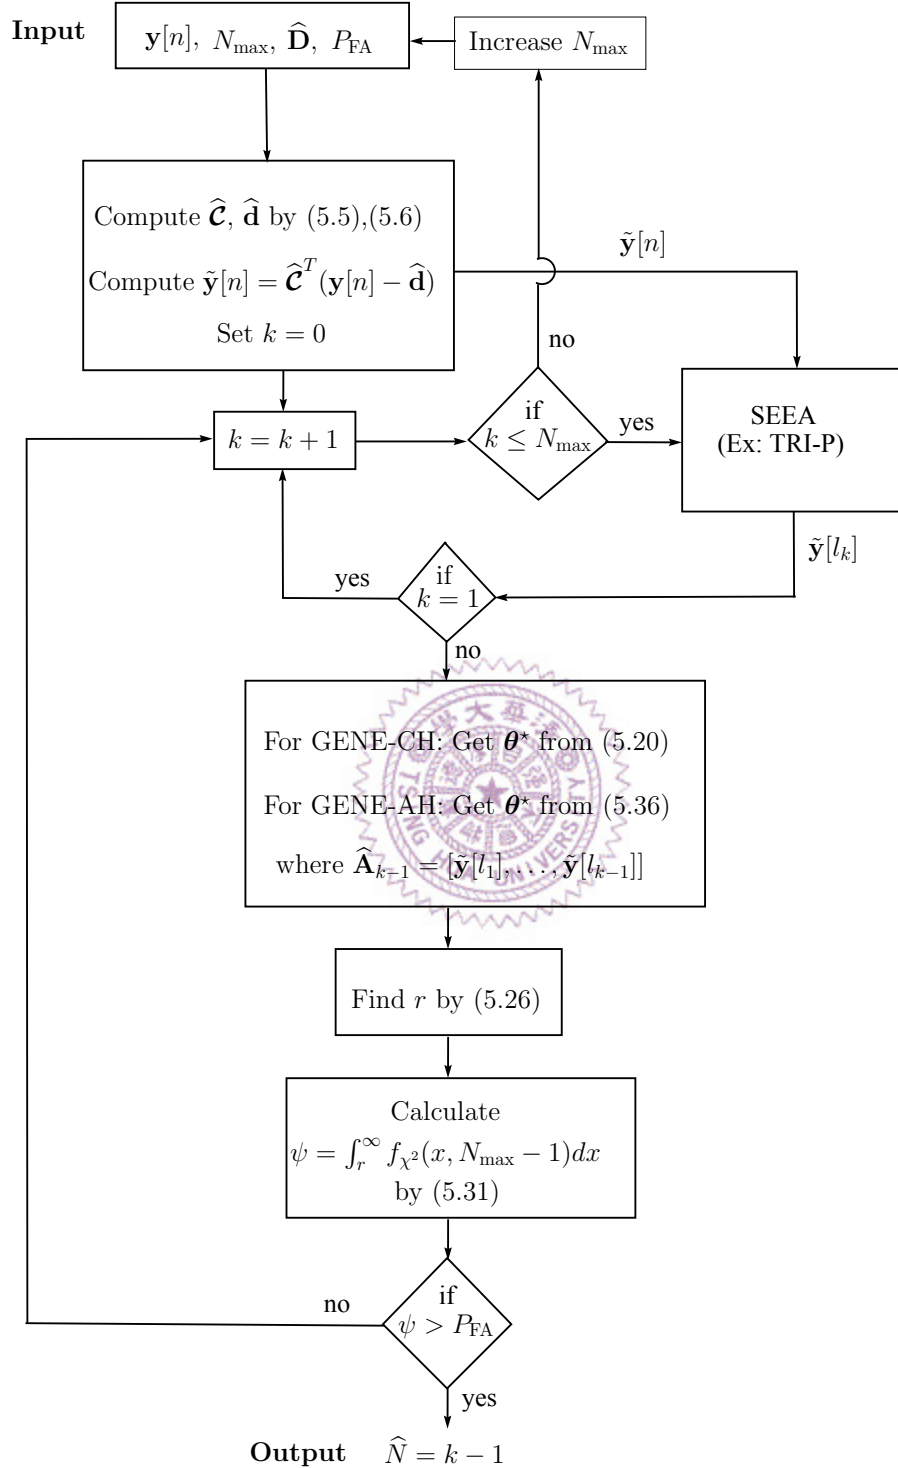 Input
y[n], N_max, D̂, P_FA
Increase N_max
Compute 𝓒̂, d̂ by (5.5),(5.6)
Compute ỹ[n] = 𝓒̂^T(y[n] − d̂)
Set k = 0
ỹ[n]
no
k = k + 1
if
k ≤ N_max
yes
SEEA
(Ex: TRI-P)
ỹ[l_k]
yes
if
k = 1
no
For GENE-CH: Get θ* from (5.20)
For GENE-AH: Get θ* from (5.36)
where Â_{k−1} = [ỹ[l_1], . . . , ỹ[l_{k−1}]]
Find r by (5.26)
Calculate
ψ = ∫_r^∞ f_{χ²}(x, N_max − 1)dx
by (5.31)
no
if
ψ > P_FA
yes
Output N̂ = k − 1